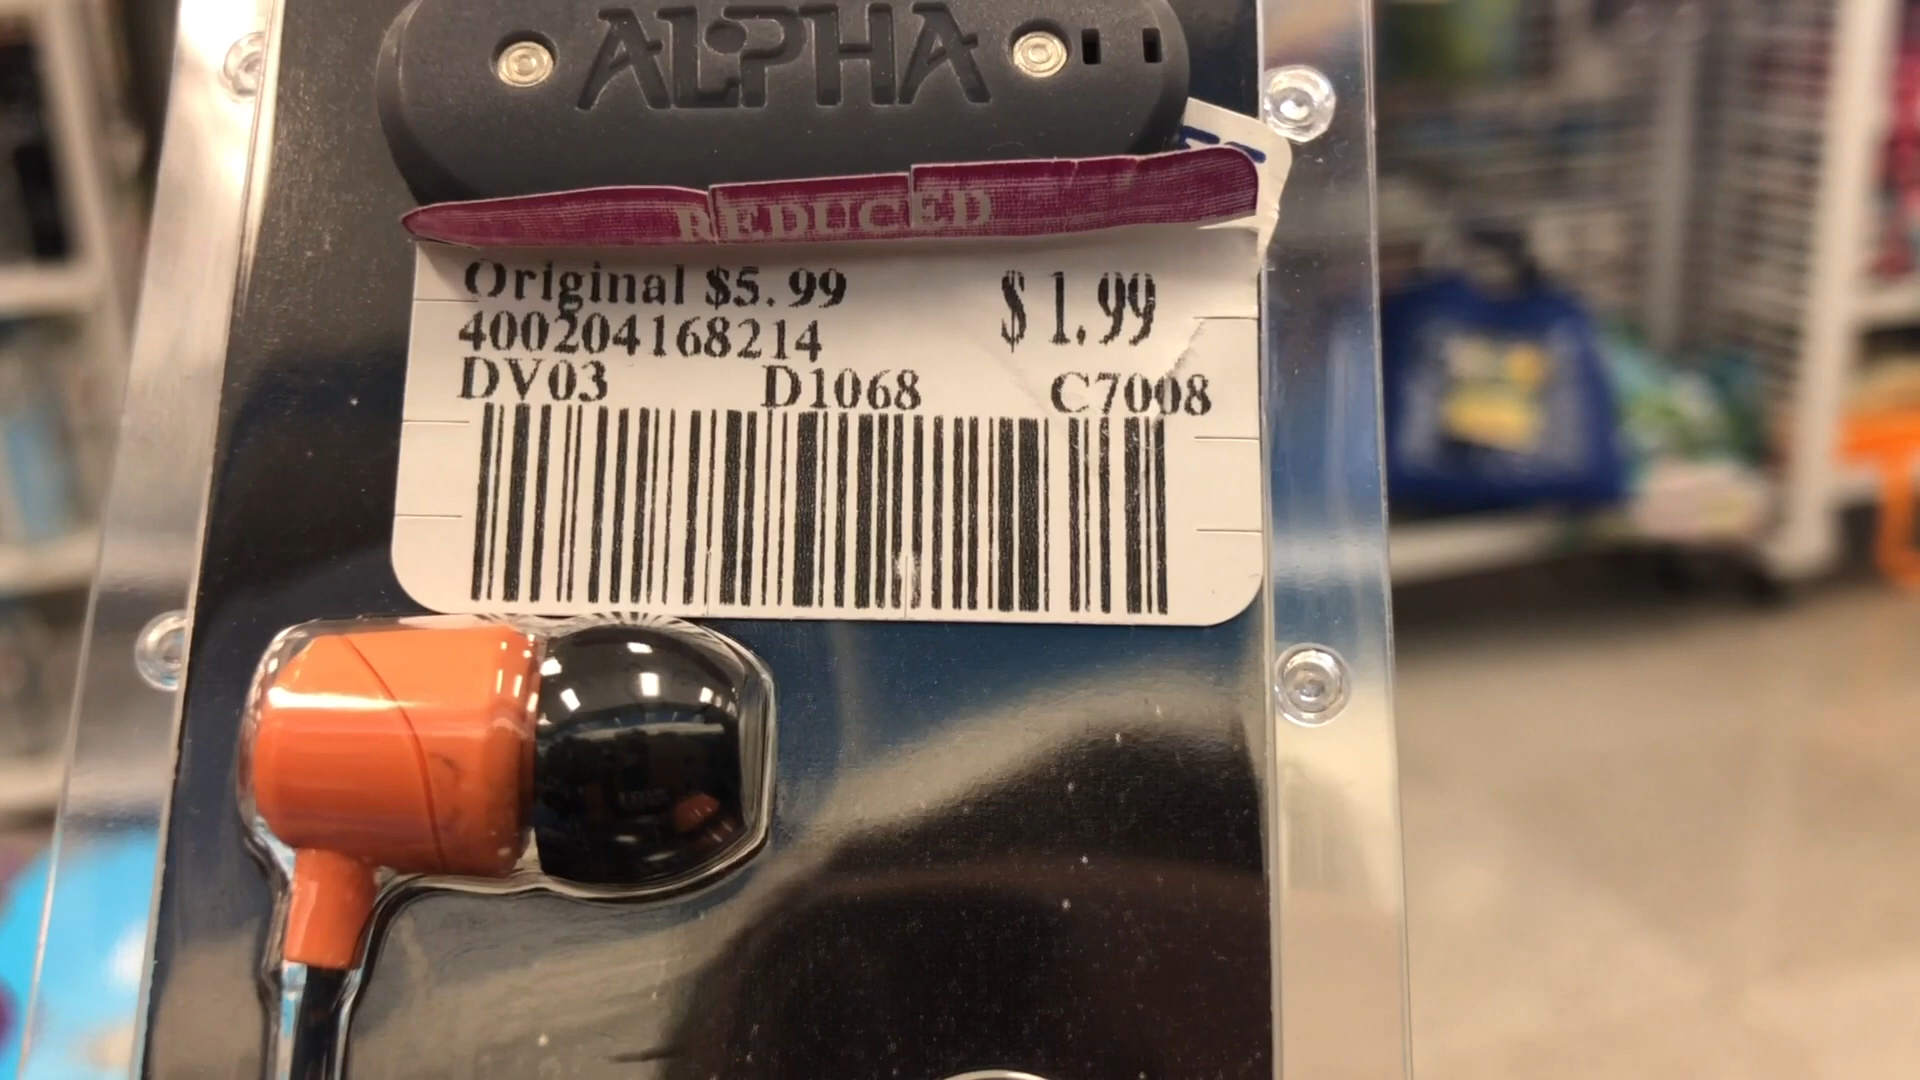 ALPHA
REDUCED
Original $5.99
$1.99
400204168214
DV03 D1068 C7008